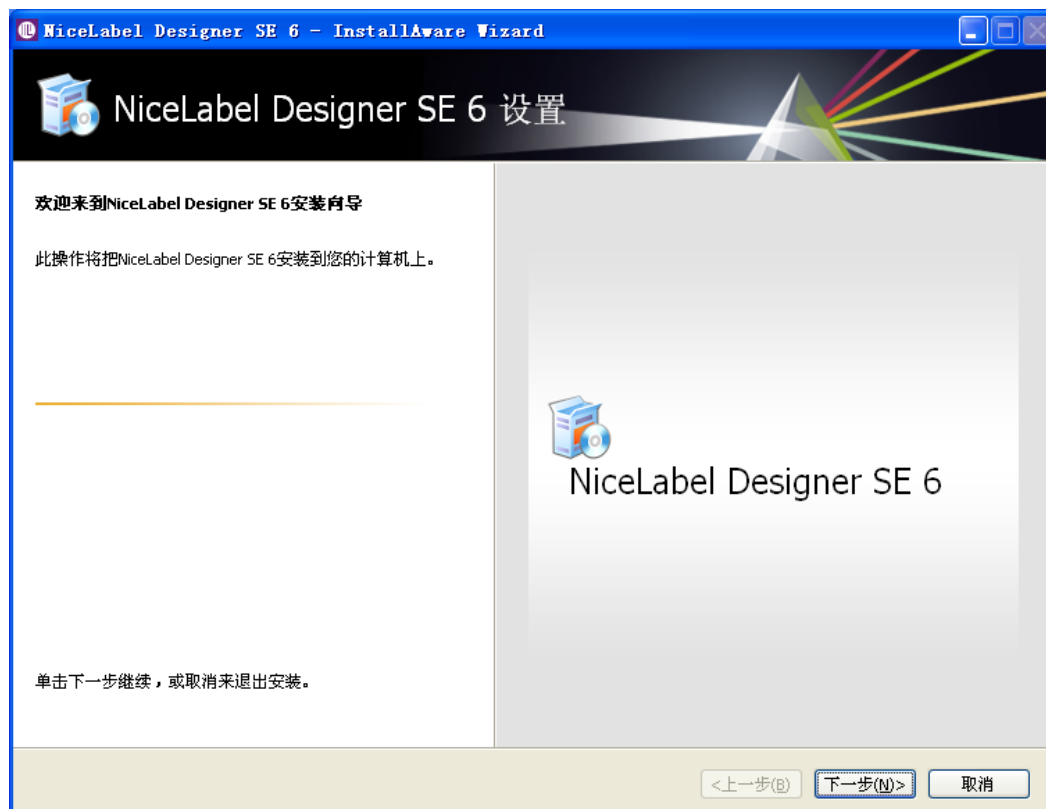 NiceLabel Designer SE 6 - InstallAware Wizard
NiceLabel Designer SE 6 设置
欢迎来到NiceLabel Designer SE 6安装向导
此操作将把NiceLabel Designer SE 6安装到您的计算机上。
NiceLabel Designer SE 6
单击下一步继续，或取消来退出安装。
<上一步(B) 下一步(N)> 取消